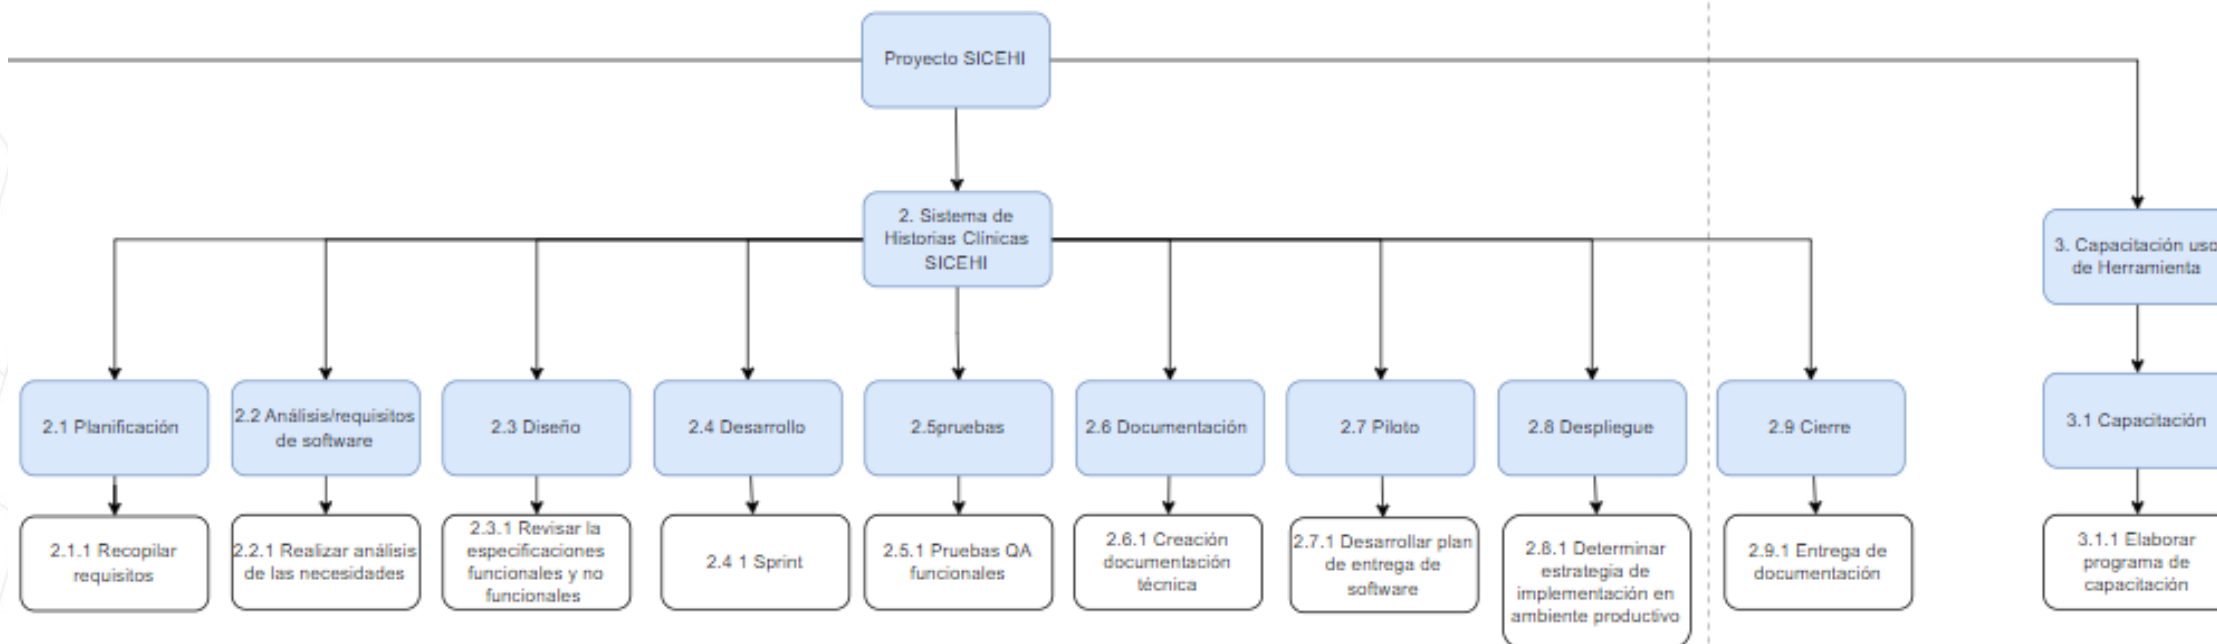 Proyecto SICEHI
2. Sistema de
Historias Clínicas
SICEHI
3. Capacitación uso
de Herramienta
2.1 Planificación
2.2 Análisis/requisitos
de software
2.3 Diseño
2.4 Desarrollo
2.5pruebas
2.6 Documentación
2.7 Piloto
2.8 Despliegue
2.9 Cierre
3.1 Capacitación
2.1.1 Recopilar
requisitos
2.2.1 Realizar análisis
de las necesidades
2.3.1 Revisar la
especificaciones
funcionales y no
funcionales
2.4 1 Sprint
2.5.1 Pruebas QA
funcionales
2.6.1 Creación
documentación
técnica
2.7.1 Desarrollar plan
de entrega de
software
2.8.1 Determinar
estrategia de
implementación en
ambiente productivo
2.9.1 Entrega de
documentación
3.1.1 Elaborar
programa de
capacitación